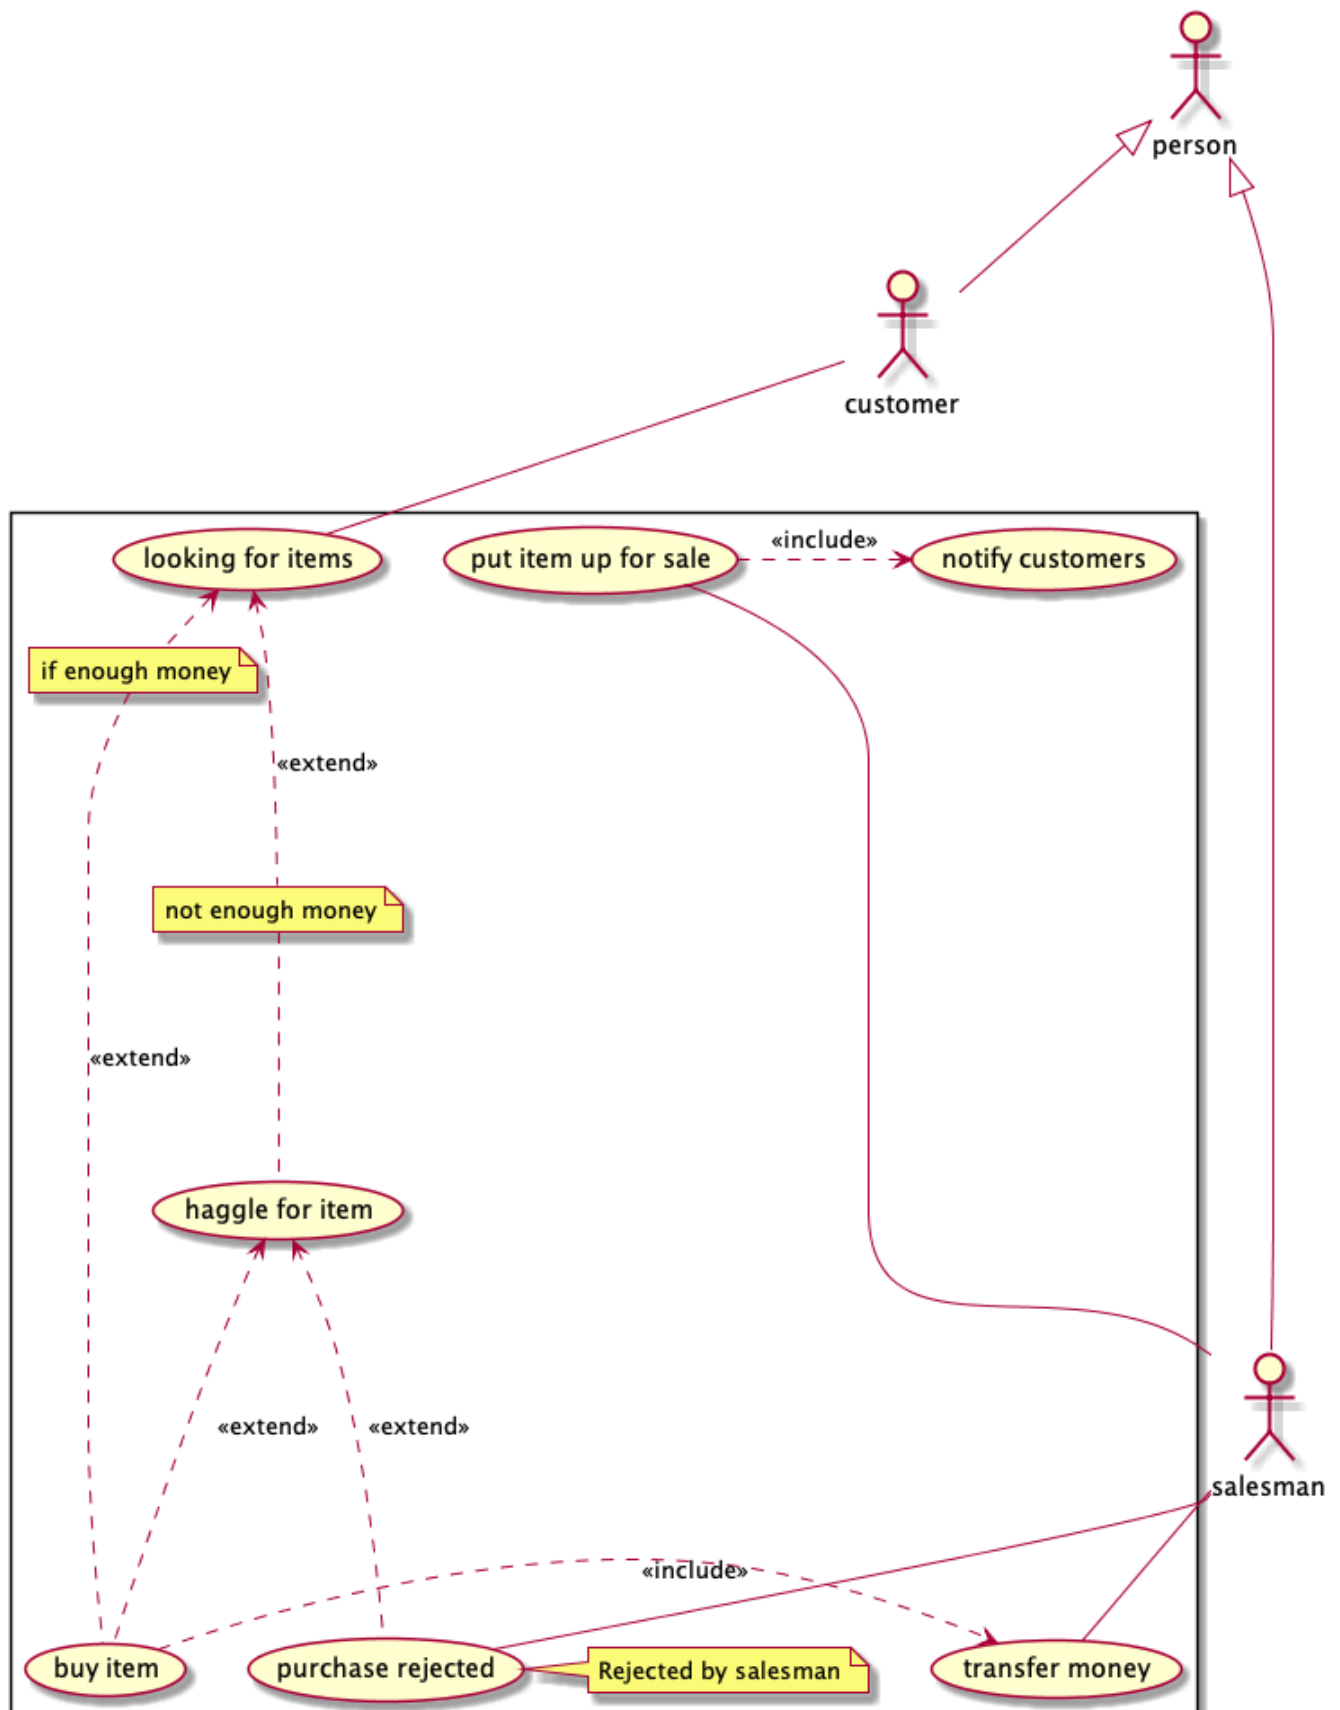 person
customer
looking for items
put item up for sale
«include»
notify customers
if enough money
«extend»
not enough money
«extend»
haggle for item
«extend»
«extend»
salesman
«include»
buy item
purchase rejected
Rejected by salesman
transfer money